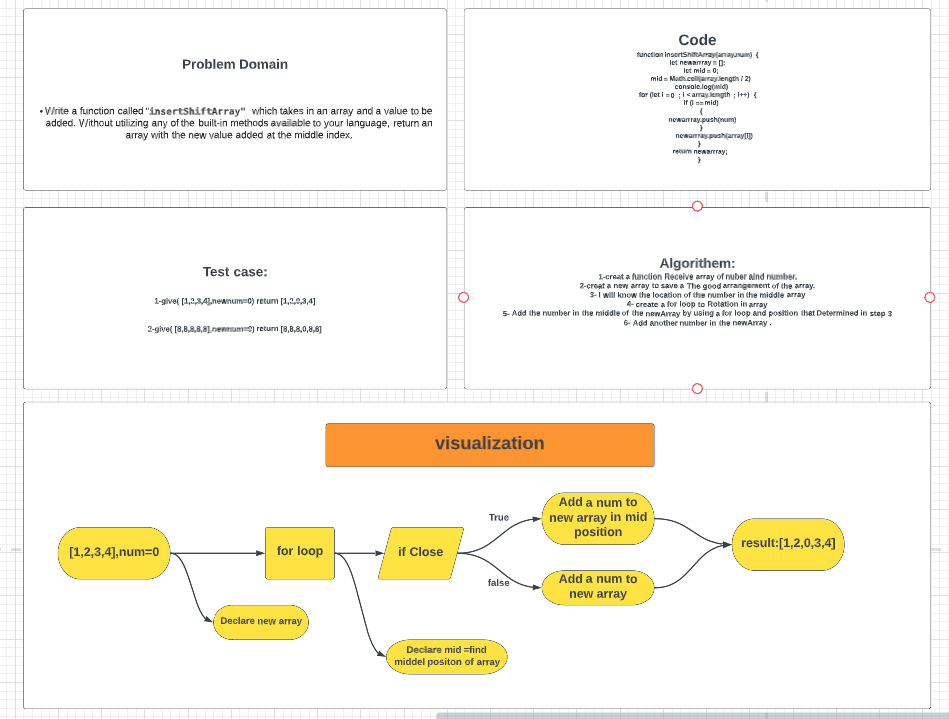 Problem Domain
• Write a function called "insertShiftArray" which takes in an array and a value to be
added. Without utilizing any of the built-in methods available to your language, return an
array with the new value added at the middle index.
Code
function insertShiftArray(array,num) {
let newarrray = [];
let mid = 0;
mid = Math.ceil(array.length / 2)
console.log(mid)
for (let i = 0 ; i < array.length ; i++) {
if (i == mid)
{
newarrray.push(num)
}
newarrray.push(array[i])
}
return newarrray;
}
Test case:
1-give( [1,2,3,4],newnum=0) return [1,2,0,3,4]
2-give( [8,8,8,8,8],newnum=0) return [8,8,8,0,8,8]
Algorithem:
1-creat a function Receive array of nuber aind number.
2-creat a new array to save a The good arrangement of the array.
3- I will know the location of the number in the middle array
4- create a for loop to Rotation in array
5- Add the number in the middle of the newArray by using a for loop and position that Determined in step 3
6- Add another number in the newArray .
visualization
[1,2,3,4],num=0
for loop
if Close
True
false
Add a num to
new array in mid
position
Add a num to
new array
result:[1,2,0,3,4]
Declare new array
Declare mid =find
middel positon of array